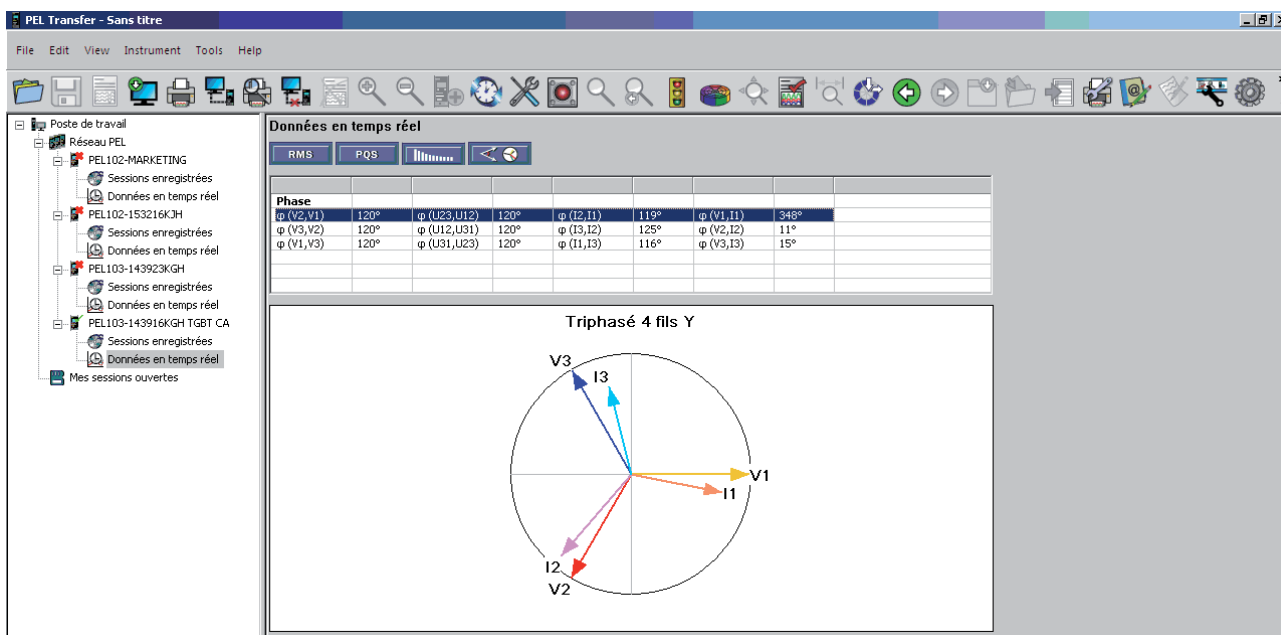 PEL Transfer - Sans titre
File Edit View Instrument Tools Help
Poste de travail
Réseau PEL
PEL102-MARKETING
Sessions enregistrées
Données en temps réel
PEL102-153216KJH
Sessions enregistrées
Données en temps réel
PEL103-143923KGH
Sessions enregistrées
Données en temps réel
PEL103-143916KGH TGBT CA
Sessions enregistrées
Données en temps réel
Mes sessions ouvertes
Données en temps réel
RMS PQS
Phase
φ (V2,V1) 120° φ (U23,U12) 120° φ (I2,I1) 119° φ (V1,I1) 348°
φ (V3,V2) 120° φ (U12,U31) 120° φ (I3,I2) 125° φ (V2,I2) 11°
φ (V1,V3) 120° φ (U31,U23) 120° φ (I1,I3) 116° φ (V3,I3) 15°
Triphasé 4 fils Y
V3
I3
V1
I1
I2
V2